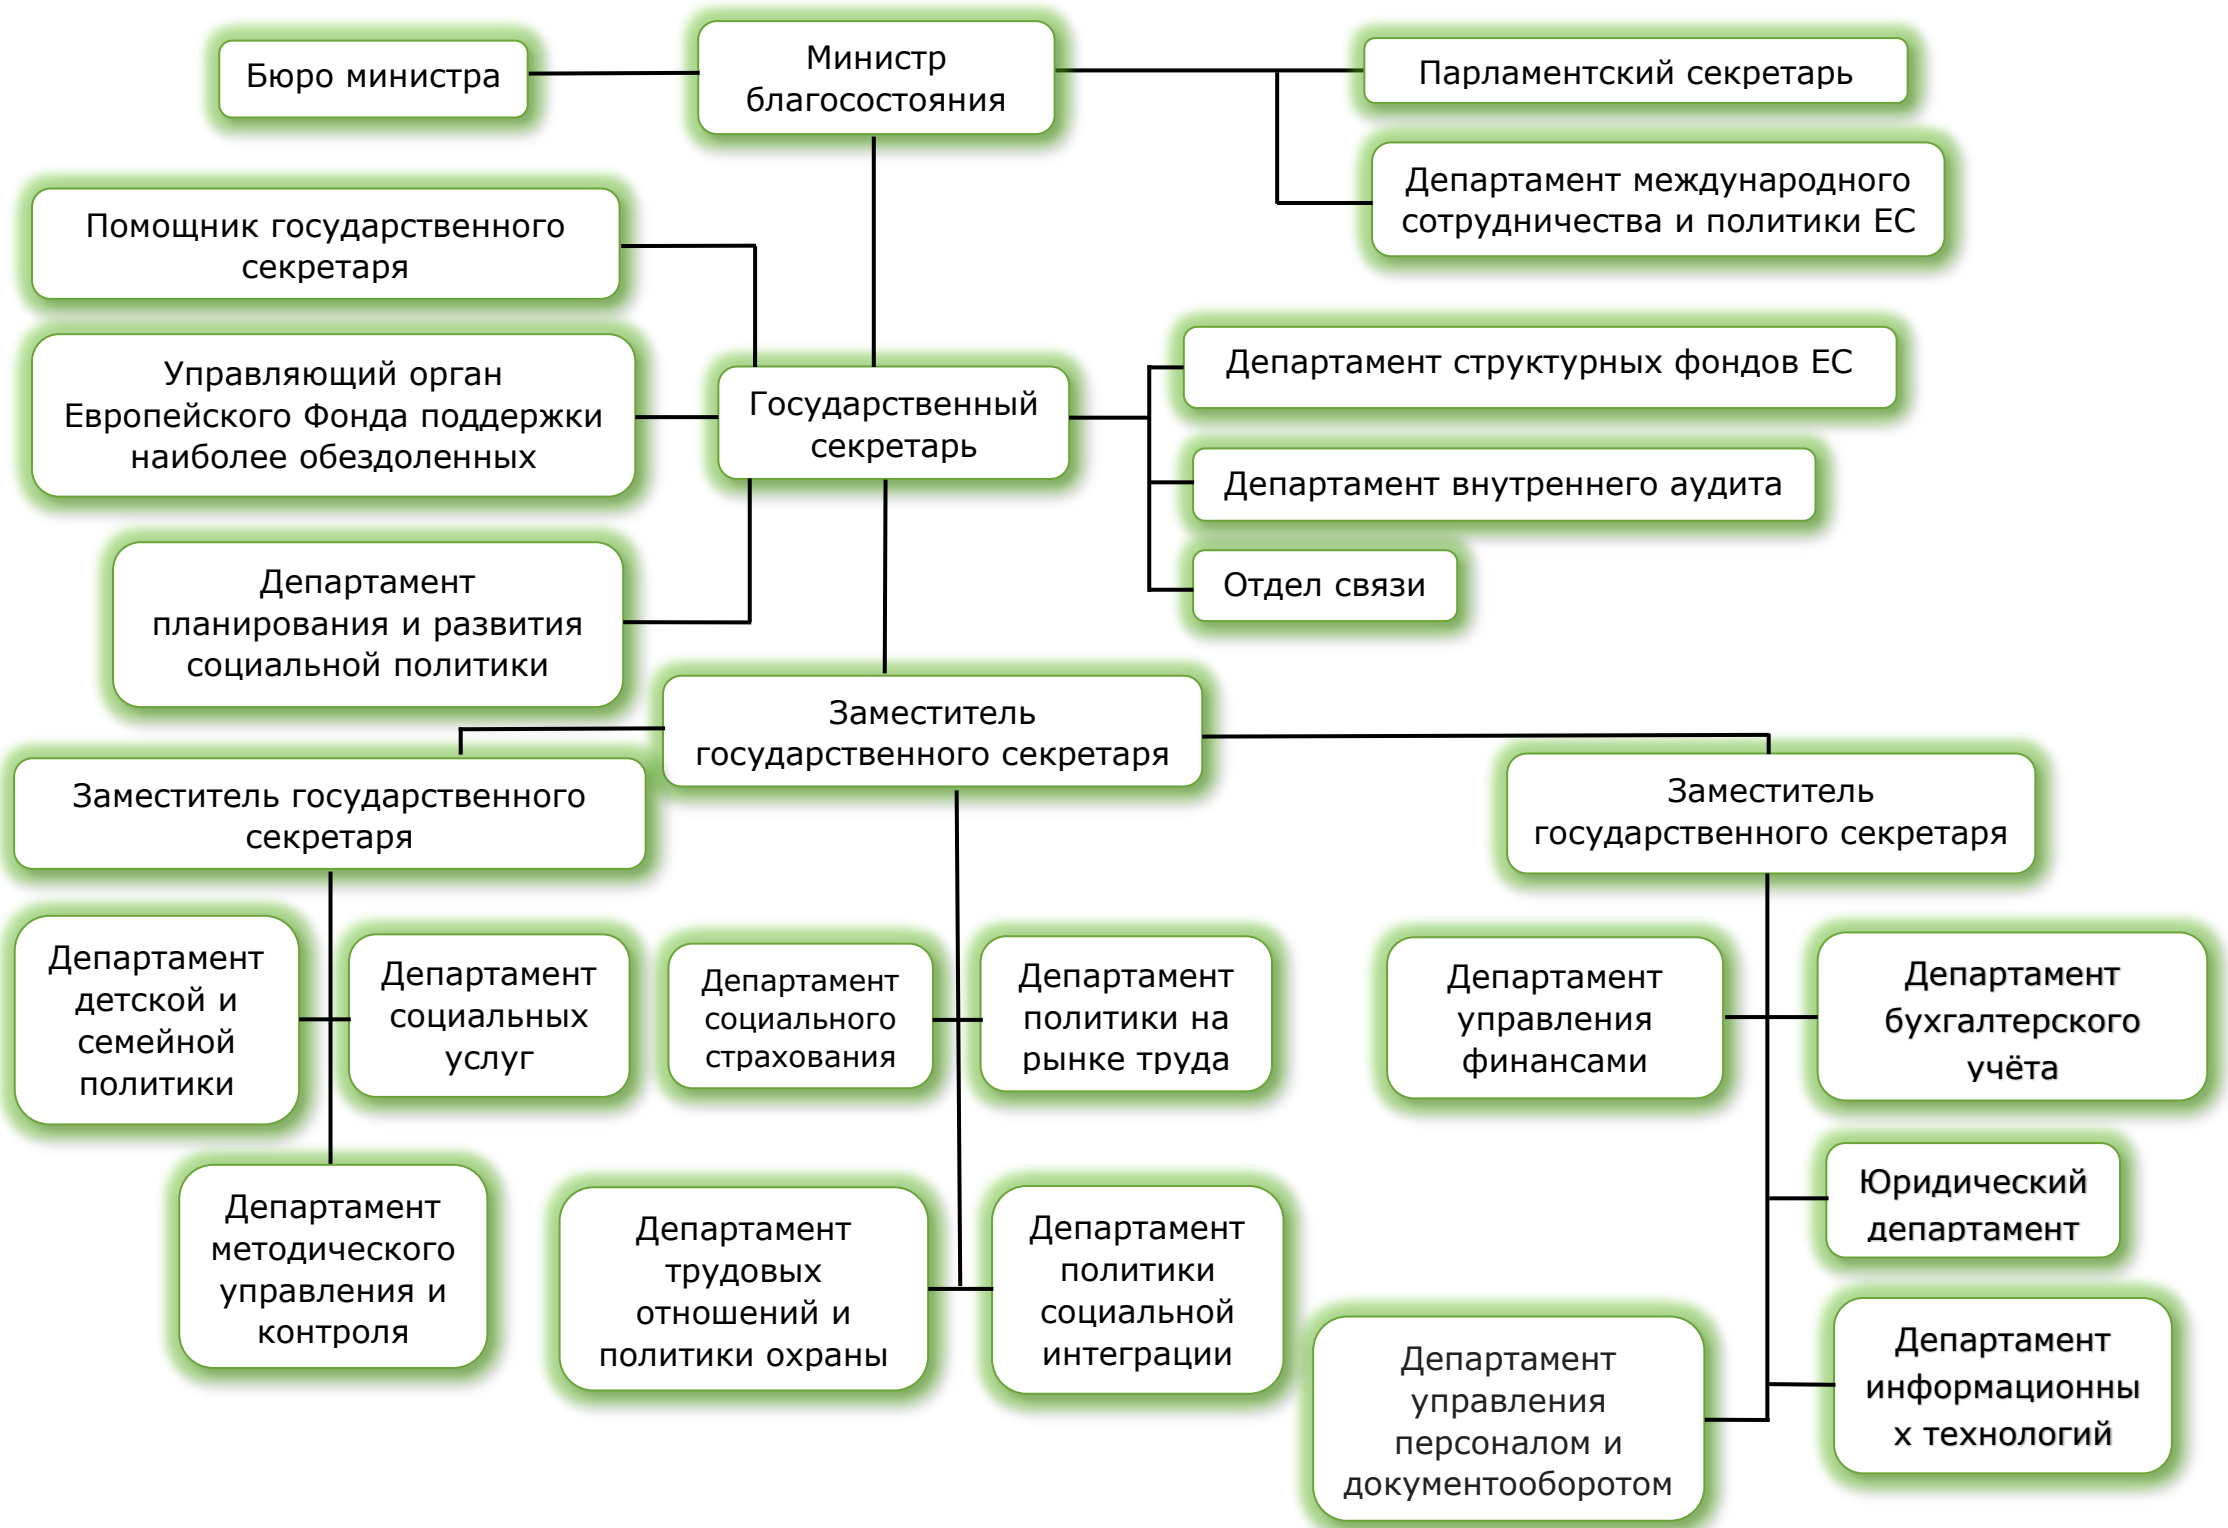 Бюро министра
Министр
благосостояния
Парламентский секретарь
Департамент международного
сотрудничества и политики ЕС
Помощник государственного
секретаря
Управляющий орган
Европейского Фонда поддержки
наиболее обездоленных
Государственный
секретарь
Департамент структурных фондов ЕС
Департамент внутреннего аудита
Отдел связи
Департамент
планирования и развития
социальной политики
Заместитель
государственного секретаря
Заместитель государственного
секретаря
Заместитель
государственного секретаря
Департамент
детской и
семейной
политики
Департамент
социальных
услуг
Департамент
социального
страхования
Департамент
политики на
рынке труда
Департамент
управления
финансами
Департамент
бухгалтерского
учёта
Департамент
методического
управления и
контроля
Департамент
трудовых
отношений и
политики охраны
Департамент
политики
социальной
интеграции
Юридический
департамент
Департамент
управления
персоналом и
документооборотом
Департамент
информационны
х технологий